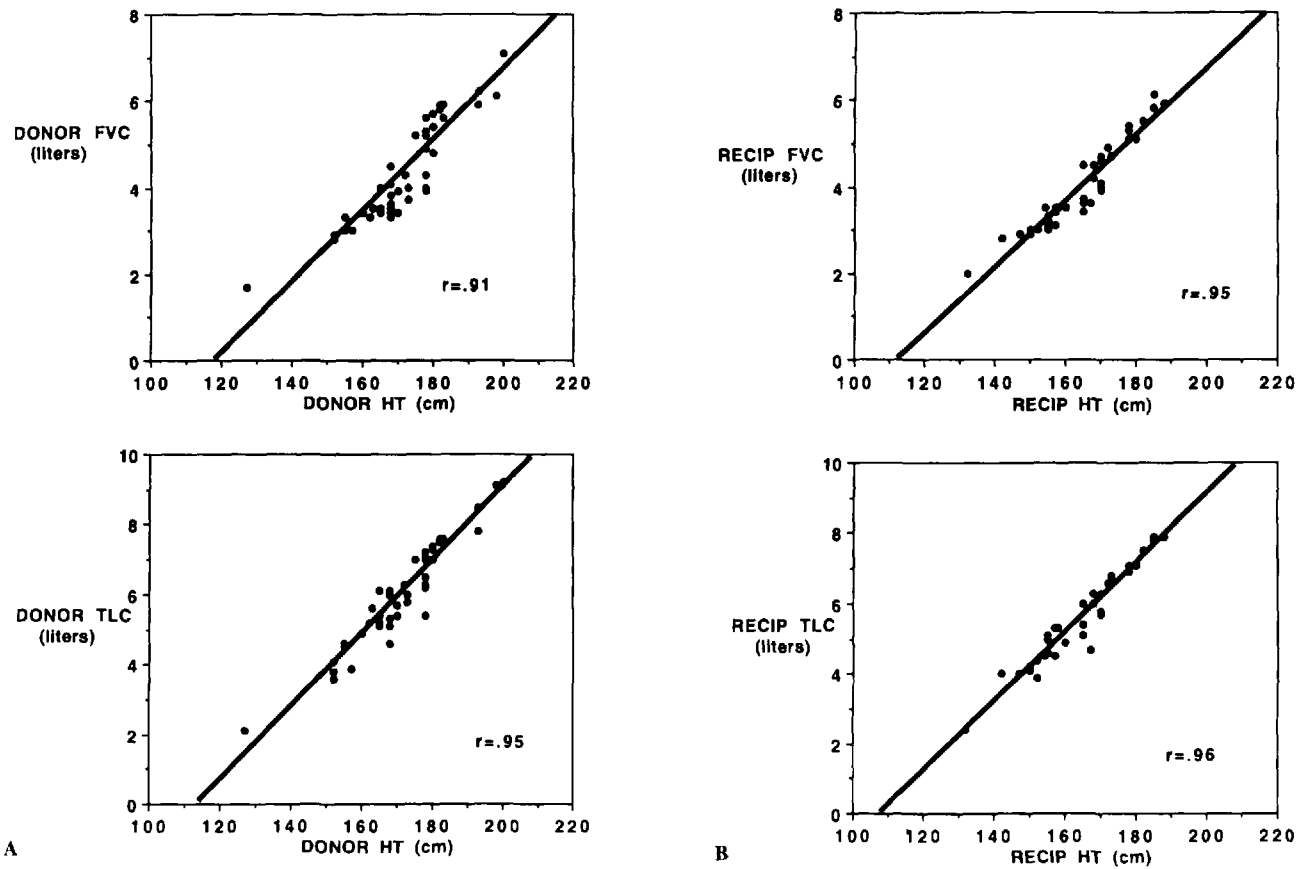 8
6
DONOR FVC
(liters)
4
2
r=.91
0
100 120 140 160 180 200 220
DONOR HT (cm)
8
6
RECIP FVC
(liters)
4
2
r=.95
0
100 120 140 160 180 200 220
RECIP HT (cm)
10
8
6
DONOR TLC
(liters)
4
2
r=.95
0
100 120 140 160 180 200 220
DONOR HT (cm)
A
10
8
6
RECIP TLC
(liters)
4
2
r=.96
0
100 120 140 160 180 200 220
RECIP HT (cm)
B